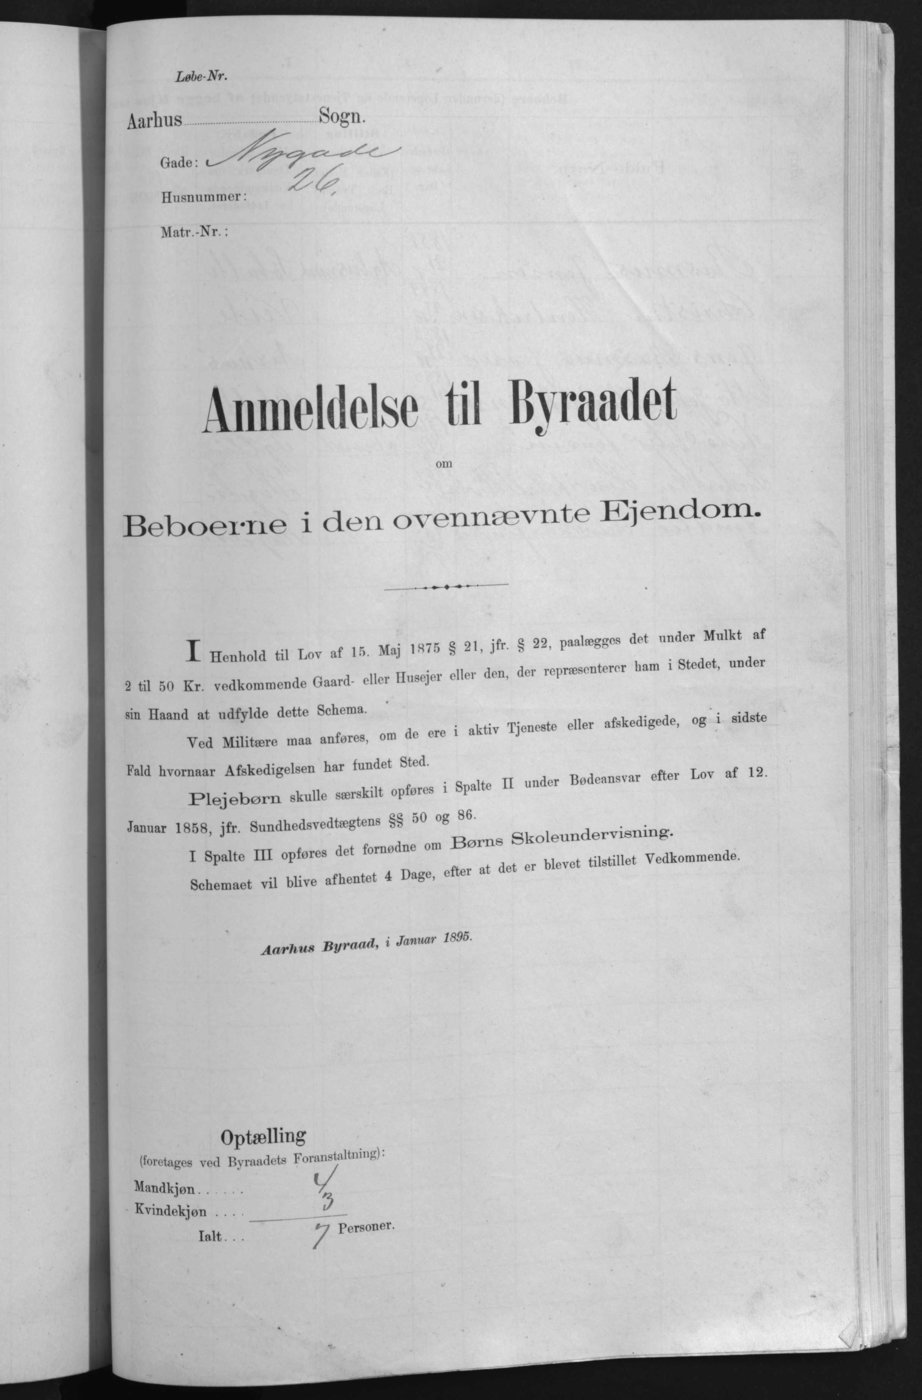 Løbe-Nr.
Aarhus Sogn.
Gade: Nygade
Husnummer: 26.
Matr.-Nr.:
Anmeldelse til Byraadet
om
Beboerne i den ovennævnte Ejendom.
I Henhold til Lov af 15. Maj 1875 § 21, jfr. § 22, paalægges det under Mulkt af
2 til 50 Kr. vedkommende Gaard- eller Husejer eller den, der repræsenterer ham i Stedet, under
sin Haand at udfylde dette Schema.
Ved Militære maa anføres, om de ere i aktiv Tjeneste eller afskedigede, og i sidste
Fald hvornaar Afskedigelsen har fundet Sted.
Plejebørn skulle særskilt opføres i Spalte II under Bødeansvar efter Lov af 12.
Januar 1858, jfr. Sundhedsvedtægtens §§ 50 og 86.
I Spalte III opføres det fornødne om Børns Skoleundervisning.
Schemaet vil blive afhentet 4 Dage, efter at det er blevet tilstillet Vedkommende.
Aarhus Byraad, i Januar 1895.
Optælling
(foretages ved Byraadets Foranstaltning):
Mandkjøn...... 4
Kvindekjøn .... 3
Ialt... 7 Personer.